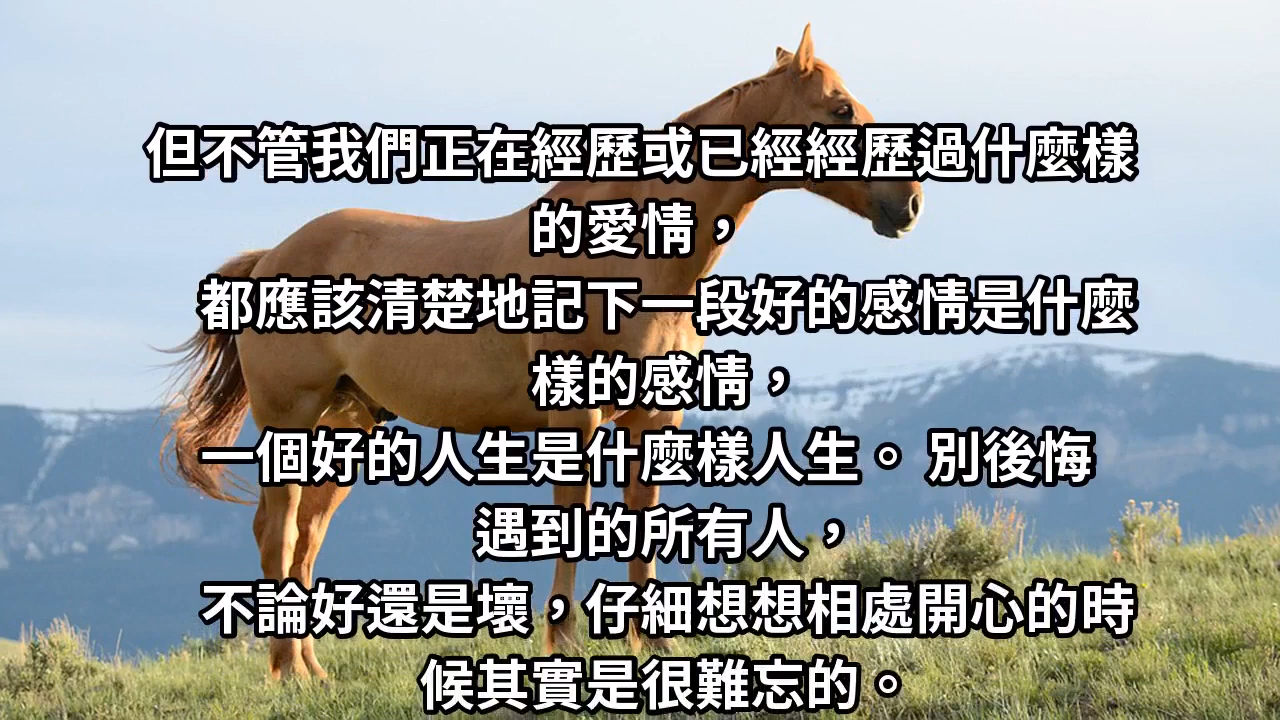 但不管我們正在經歷或已經經歷過什麼樣
的愛情，
都應該清楚地記下一段好的感情是什麼
樣的感情，
一個好的人生是什麼樣人生。 別後悔
遇到的所有人，
不論好還是壞，仔細想想相處開心的時
候其實是很難忘的。